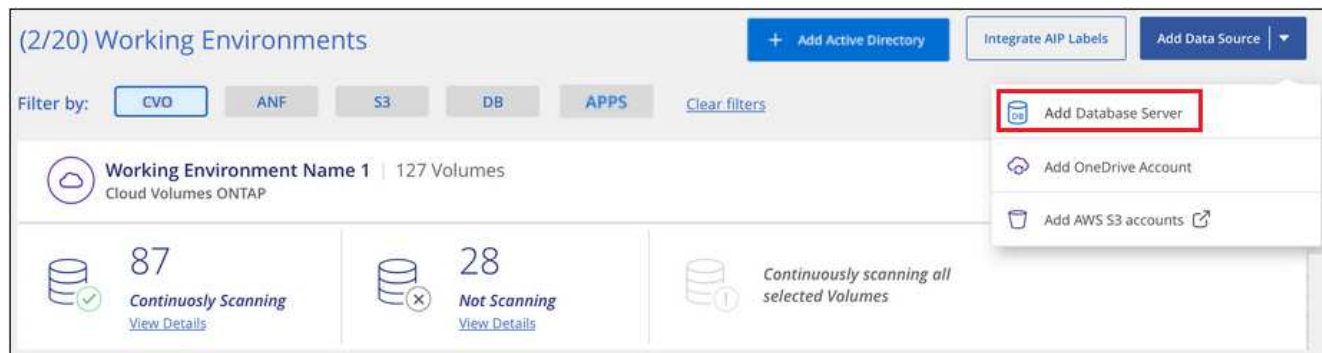 (2/20) Working Environments
+ Add Active Directory
Integrate AIP Labels
Add Data Source
Filter by:
CVO
ANF
S3
DB
APPS
Clear filters
DB
Add Database Server
Add OneDrive Account
Add AWS S3 accounts
Working Environment Name 1 | 127 Volumes
Cloud Volumes ONTAP
87
Continuosly Scanning
View Details
28
Not Scanning
View Details
Continuously scanning all
selected Volumes